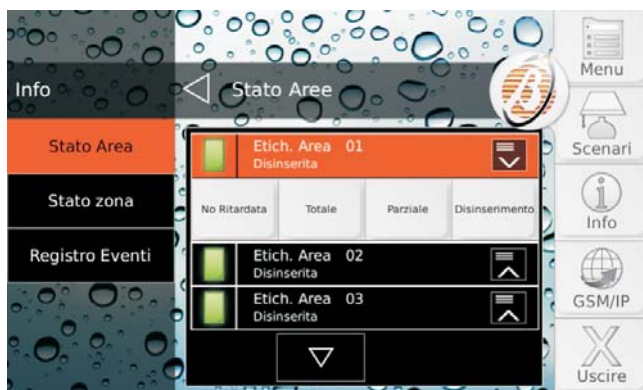 Info
Stato Aree
Menu
Stato Area
Stato zona
Registro Eventi
Etich. Area 01
Disinserita
No Ritardata
Totale
Parziale
Disinserimento
Etich. Area 02
Disinserita
Etich. Area 03
Disinserita
Scenari
Info
GSM/IP
Uscire